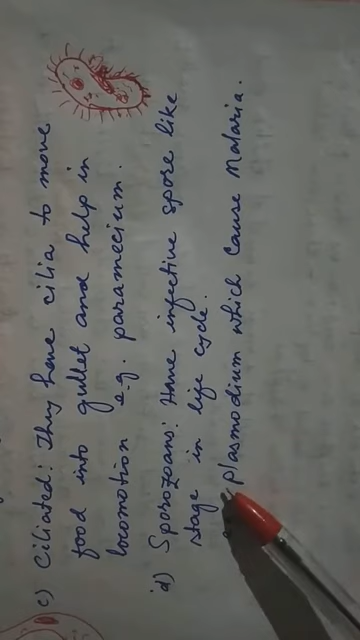 c) Ciliated: They have cilia to move
food into gullet and help in
locomotion e.g. paramecium.
d) Sporozoans: Have infective spore like
stage in life cycle.
plasmodium which cause Malaria.